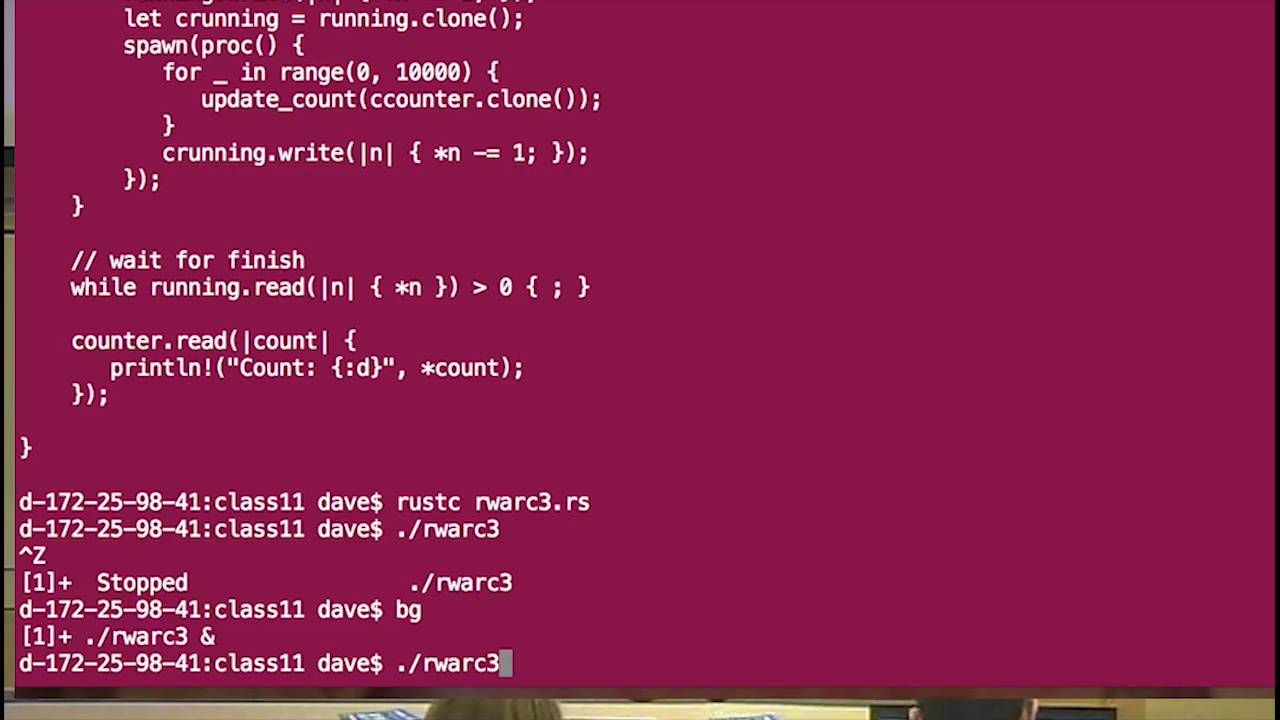 let crunning = running.clone();
spawn(proc() {
for _ in range(0, 10000) {
update_count(ccounter.clone());
}
crunning.write(|n| { *n -= 1; });
});
}
// wait for finish
while running.read(|n| { *n }) > 0 { ; }
counter.read(|count| {
println!("Count: {:d}", *count);
});
}
d-172-25-98-41:class11 dave$ rustc rwarc3.rs
d-172-25-98-41:class11 dave$ ./rwarc3
^Z
[1]+  Stopped                 ./rwarc3
d-172-25-98-41:class11 dave$ bg
[1]+ ./rwarc3 &
d-172-25-98-41:class11 dave$ ./rwarc3